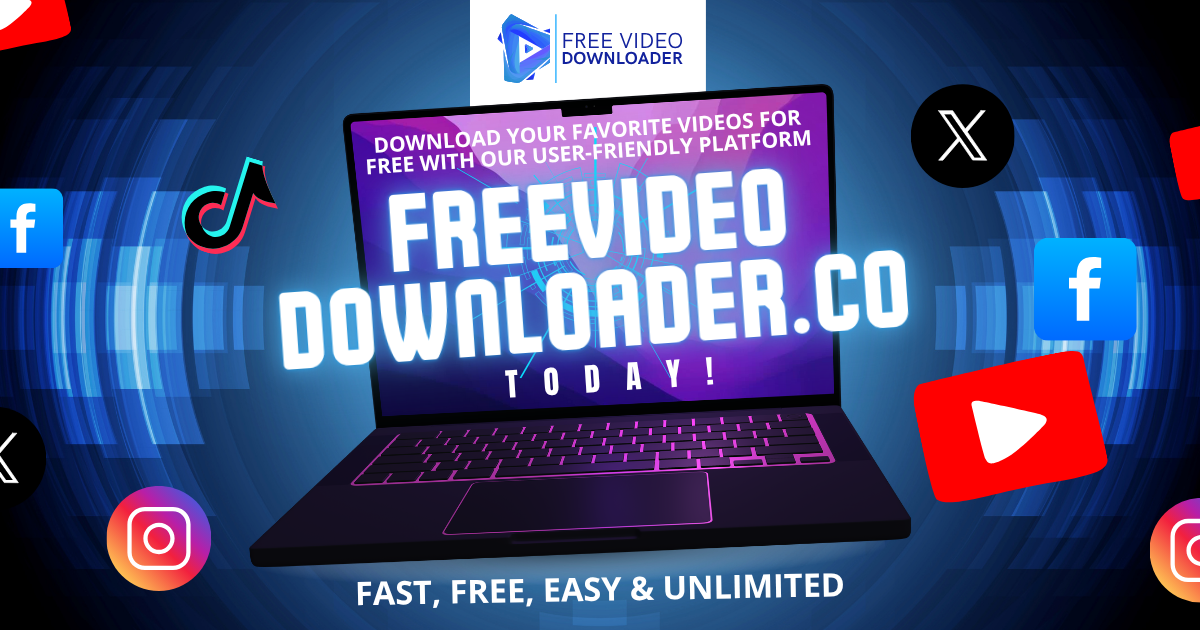 FREE VIDEO
DOWNLOADER
DOWNLOAD YOUR FAVORITE VIDEOS FOR
FREE WITH OUR USER-FRIENDLY PLATFORM
FREEVIDEO
DOWNLOADER.CO
TODAY!
FAST, FREE, EASY & UNLIMITED